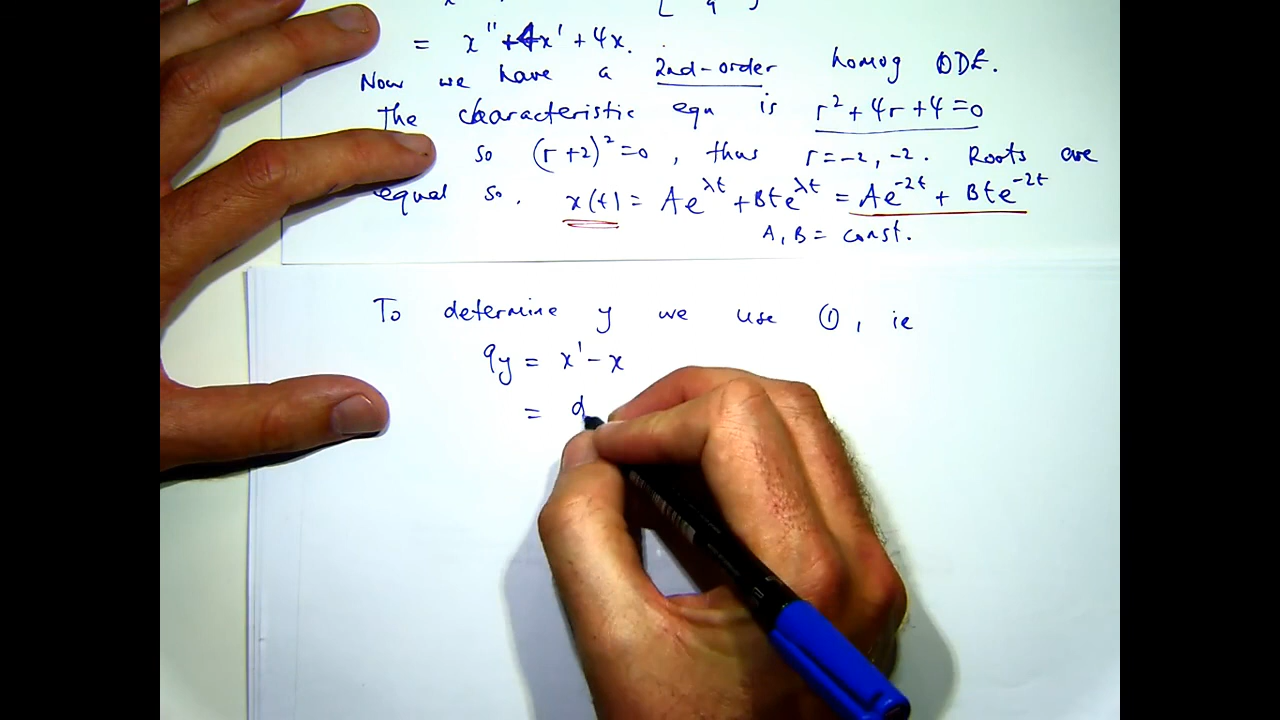 = x'' + 4x' + 4x.
Now we have a 2nd-order homog ODE.
The characteristic eqn is r² + 4r + 4 = 0
so (r + 2)² = 0, thus r = -2, -2. Roots are
equal so. x(t) = Ae^λt + Bte^λt = Ae^-2t + Bte^-2t
A, B = const.
To determine y we use ①, ie
9y = x' - x
= d